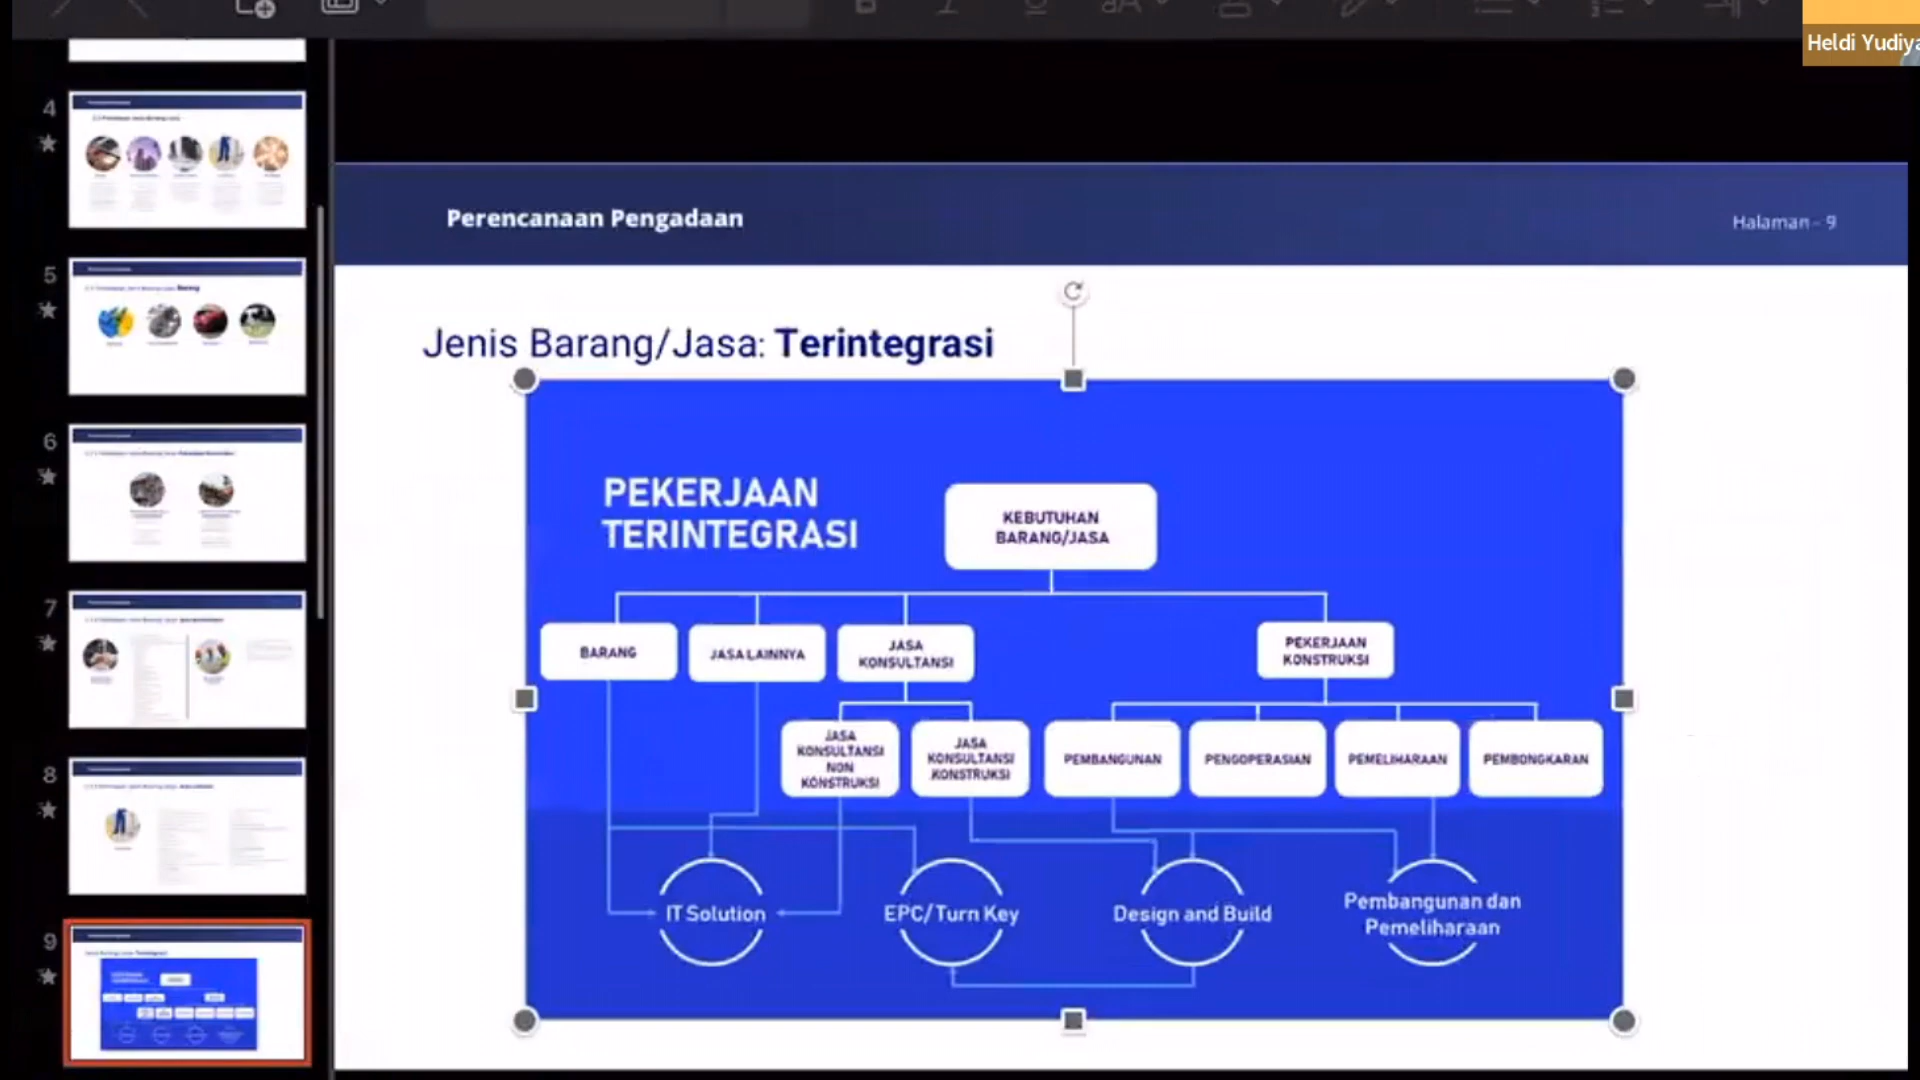 Heldi Yudiya
4
5
6
7
8
9
Perencanaan Pengadaan
Halaman - 9
Jenis Barang/Jasa: Terintegrasi
PEKERJAAN
TERINTEGRASI
KEBUTUHAN
BARANG/JASA
BARANG
JASA LAINNYA
JASA
KONSULTANSI
PEKERJAAN
KONSTRUKSI
JASA
KONSULTANSI
NON
KONSTRUKSI
JASA
KONSULTANSI
KONSTRUKSI
PEMBANGUNAN
PENGOPERASIAN
PEMELIHARAAN
PEMBONGKARAN
IT Solution
EPC/Turn Key
Design and Build
Pembangunan dan
Pemeliharaan